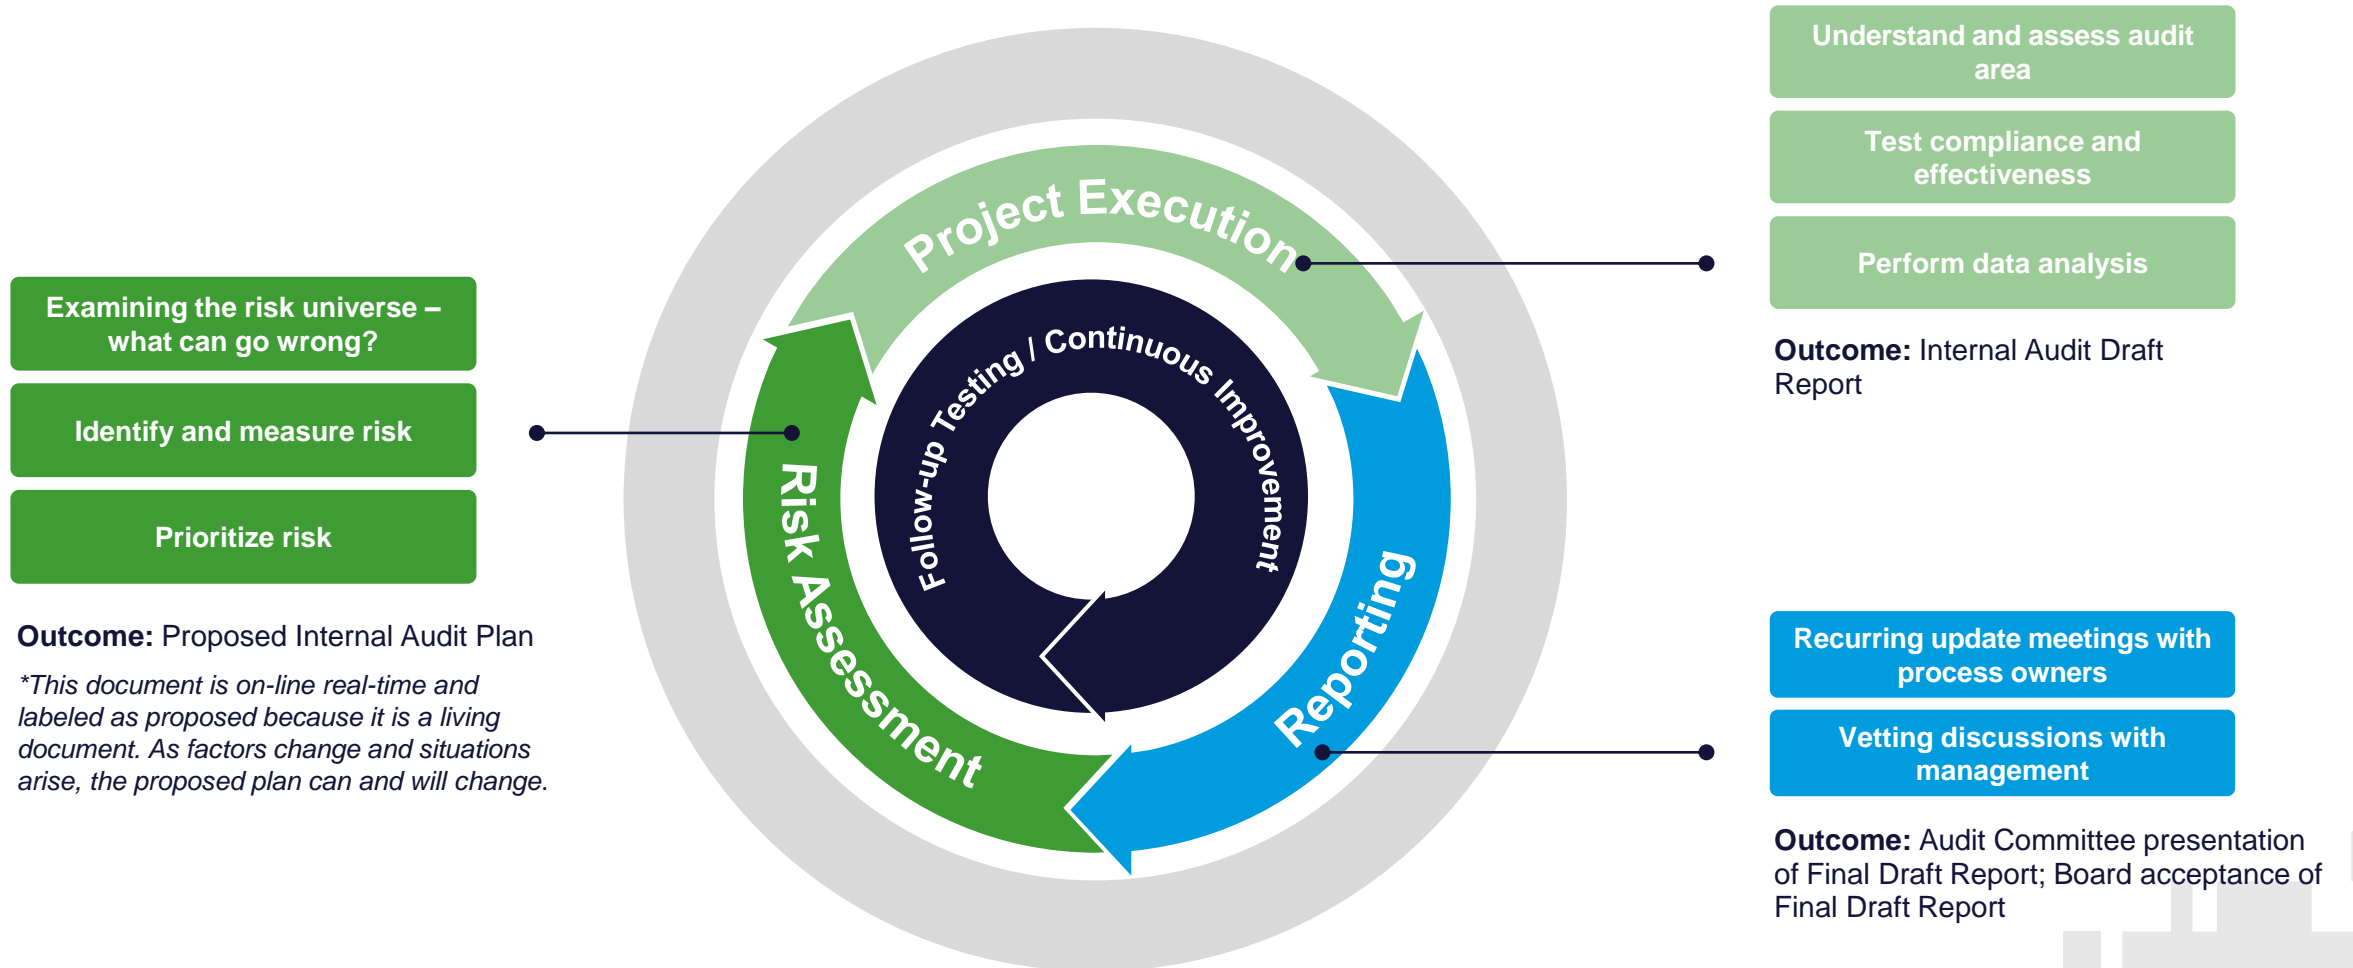 Examining the risk universe –
what can go wrong?
Identify and measure risk
Prioritize risk
Outcome: Proposed Internal Audit Plan
*This document is on-line real-time and
labeled as proposed because it is a living
document. As factors change and situations
arise, the proposed plan can and will change.
Project Execution
Risk Assessment
Reporting
Follow-up Testing / Continuous Improvement
Understand and assess audit
area
Test compliance and
effectiveness
Perform data analysis
Outcome: Internal Audit Draft
Report
Recurring update meetings with
process owners
Vetting discussions with
management
Outcome: Audit Committee presentation
of Final Draft Report; Board acceptance of
Final Draft Report